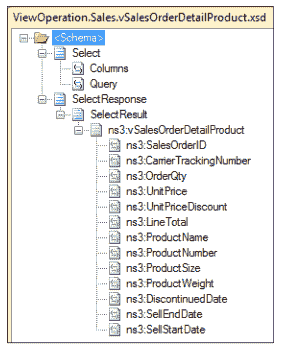 ViewOperation.Sales.vSalesOrderDetailProduct.xsd
<Schema>
Select
Columns
Query
SelectResponse
SelectResult
ns3:vSalesOrderDetailProduct
ns3:SalesOrderID
ns3:CarrierTrackingNumber
ns3:OrderQty
ns3:UnitPrice
ns3:UnitPriceDiscount
ns3:LineTotal
ns3:ProductName
ns3:ProductNumber
ns3:ProductSize
ns3:ProductWeight
ns3:DiscontinuedDate
ns3:SellEndDate
ns3:SellStartDate